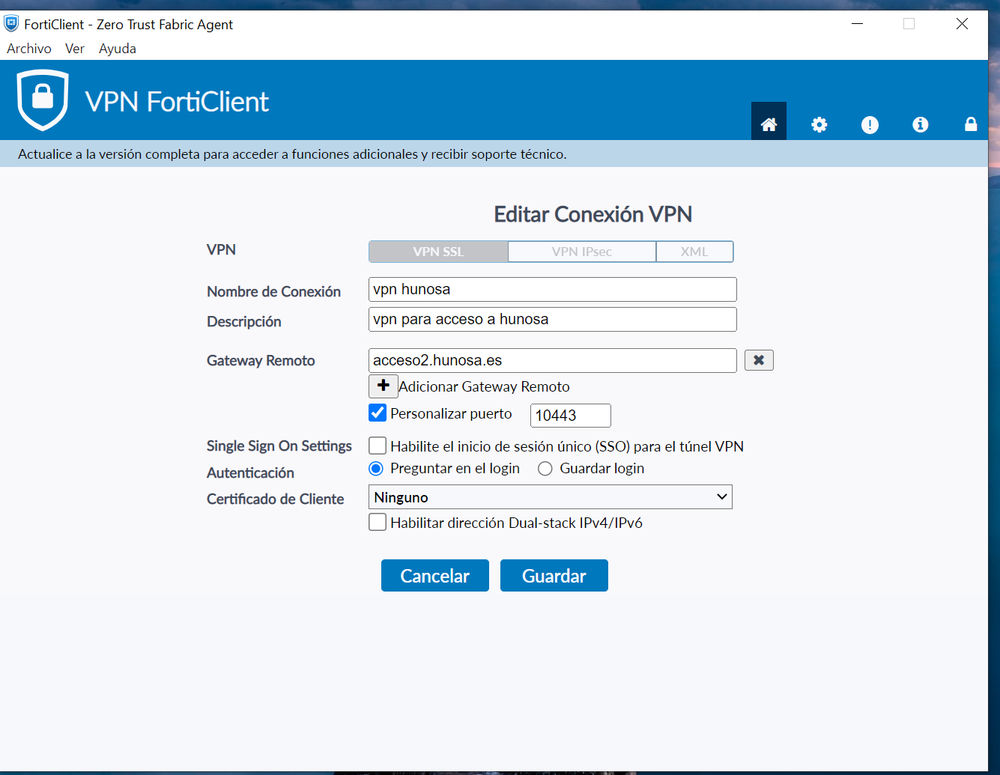 FortiClient - Zero Trust Fabric Agent
Archivo Ver Ayuda
VPN FortiClient
Actualice a la versión completa para acceder a funciones adicionales y recibir soporte técnico.
Editar Conexión VPN
VPN VPN SSL VPN IPsec XML
Nombre de Conexión vpn hunosa
Descripción vpn para acceso a hunosa
Gateway Remoto acceso2.hunosa.es
Adicionar Gateway Remoto
Personalizar puerto 10443
Single Sign On Settings Habilite el inicio de sesión único (SSO) para el túnel VPN
Autenticación Preguntar en el login Guardar login
Certificado de Cliente Ninguno
Habilitar dirección Dual-stack IPv4/IPv6
Cancelar Guardar